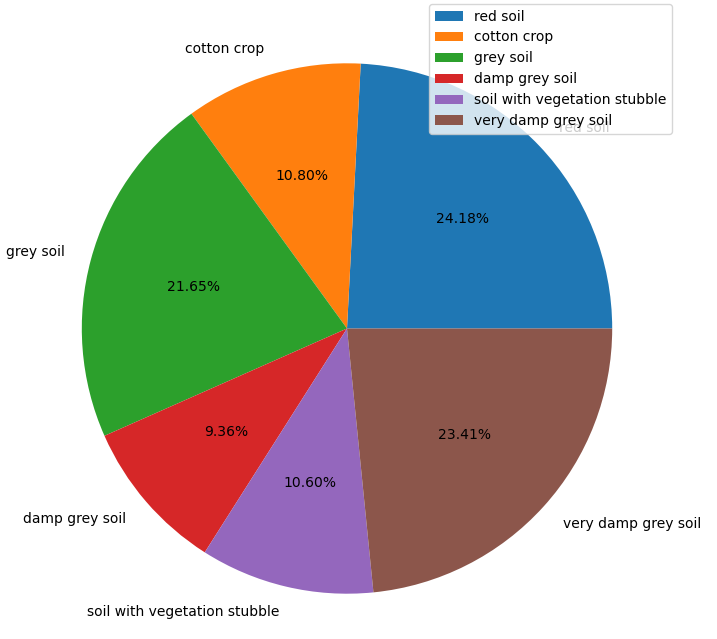 red soil
cotton crop
grey soil
damp grey soil
soil with vegetation stubble
very damp grey soil
cotton crop
red soil
10.80%
24.18%
grey soil
21.65%
9.36%
23.41%
10.60%
damp grey soil
very damp grey soil
soil with vegetation stubble